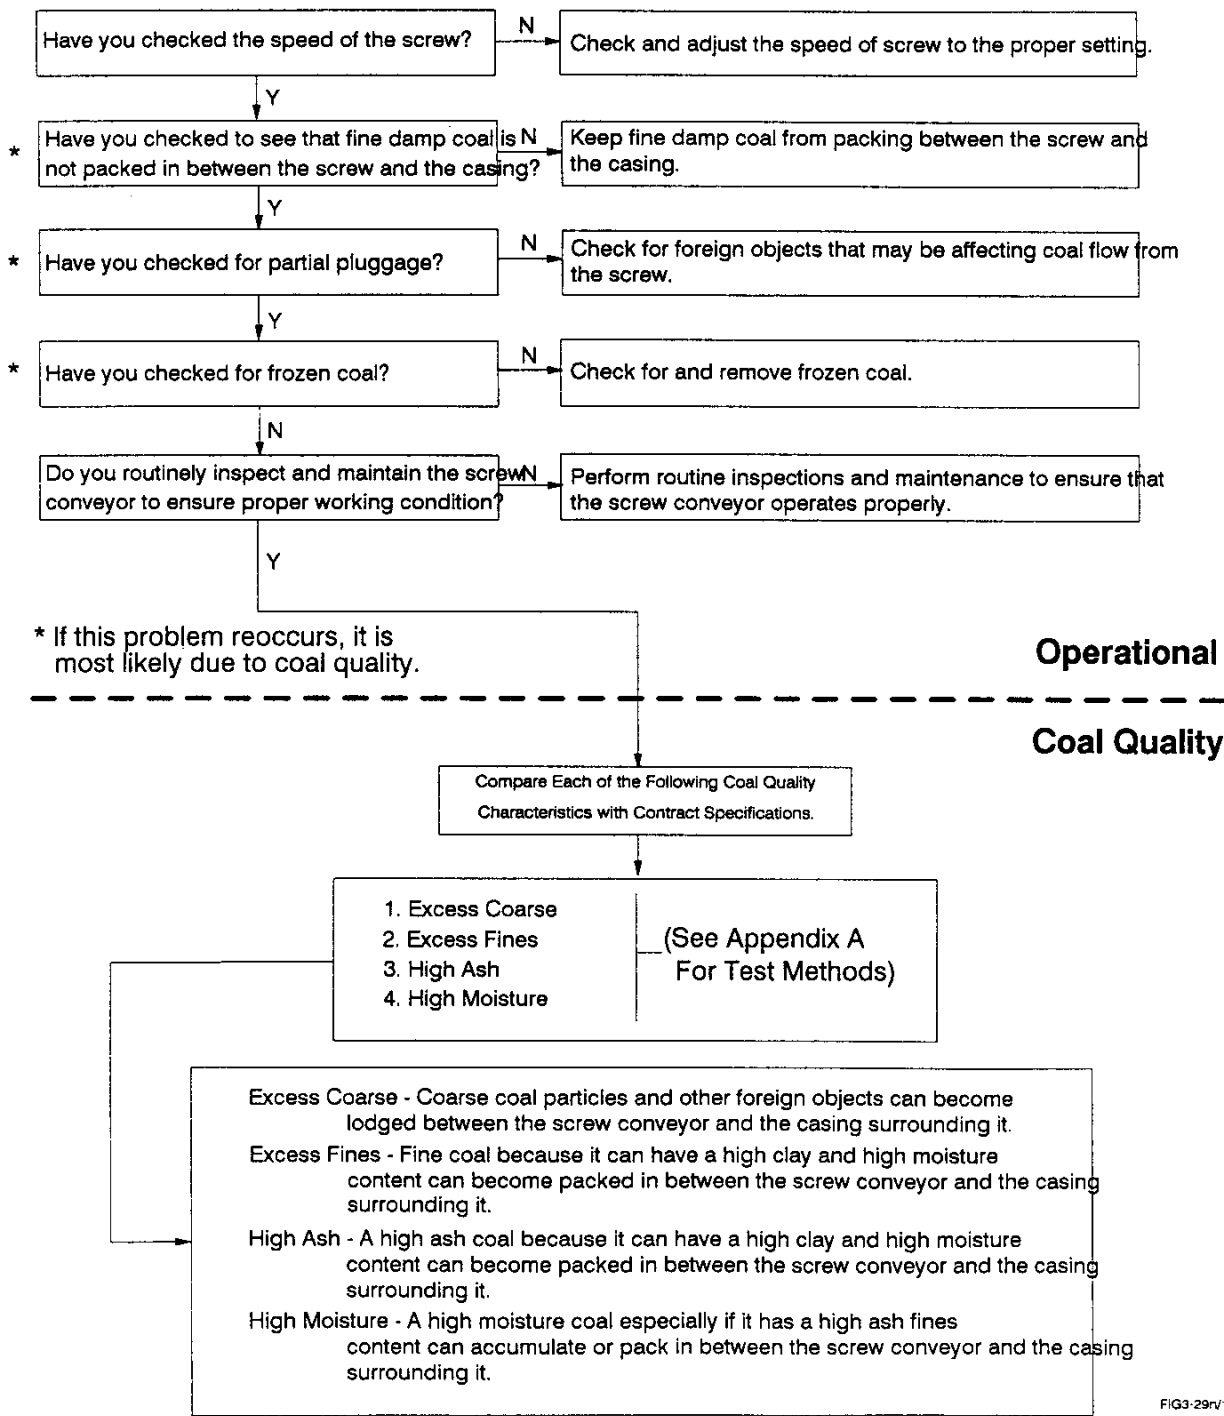 Have you checked the speed of the screw?
N
Check and adjust the speed of screw to the proper setting.
Y
*
Have you checked to see that fine damp coal is
not packed in between the screw and the casing?
N
Keep fine damp coal from packing between the screw and
the casing.
Y
*
Have you checked for partial pluggage?
N
Check for foreign objects that may be affecting coal flow from
the screw.
Y
*
Have you checked for frozen coal?
N
Check for and remove frozen coal.
N
Do you routinely inspect and maintain the screw
conveyor to ensure proper working condition?
N
Perform routine inspections and maintenance to ensure that
the screw conveyor operates properly.
Y
* If this problem reoccurs, it is
most likely due to coal quality.
Operational
Coal Quality
Compare Each of the Following Coal Quality
Characteristics with Contract Specifications.
1. Excess Coarse
2. Excess Fines
3. High Ash
4. High Moisture
(See Appendix A
For Test Methods)
Excess Coarse - Coarse coal particles and other foreign objects can become
lodged between the screw conveyor and the casing surrounding it.
Excess Fines - Fine coal because it can have a high clay and high moisture
content can become packed in between the screw conveyor and the casing
surrounding it.
High Ash - A high ash coal because it can have a high clay and high moisture
content can become packed in between the screw conveyor and the casing
surrounding it.
High Moisture - A high moisture coal especially if it has a high ash fines
content can accumulate or pack in between the screw conveyor and the casing
surrounding it.